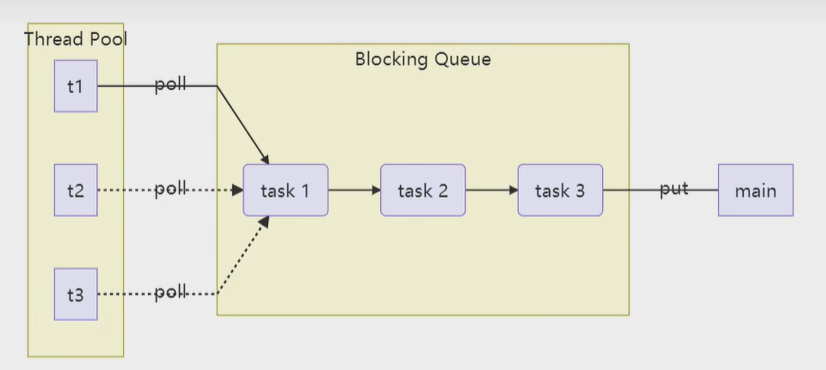 Thread Pool
Blocking Queue
t1
poll
t2
poll
task 1
task 2
task 3
put
main
t3
poll